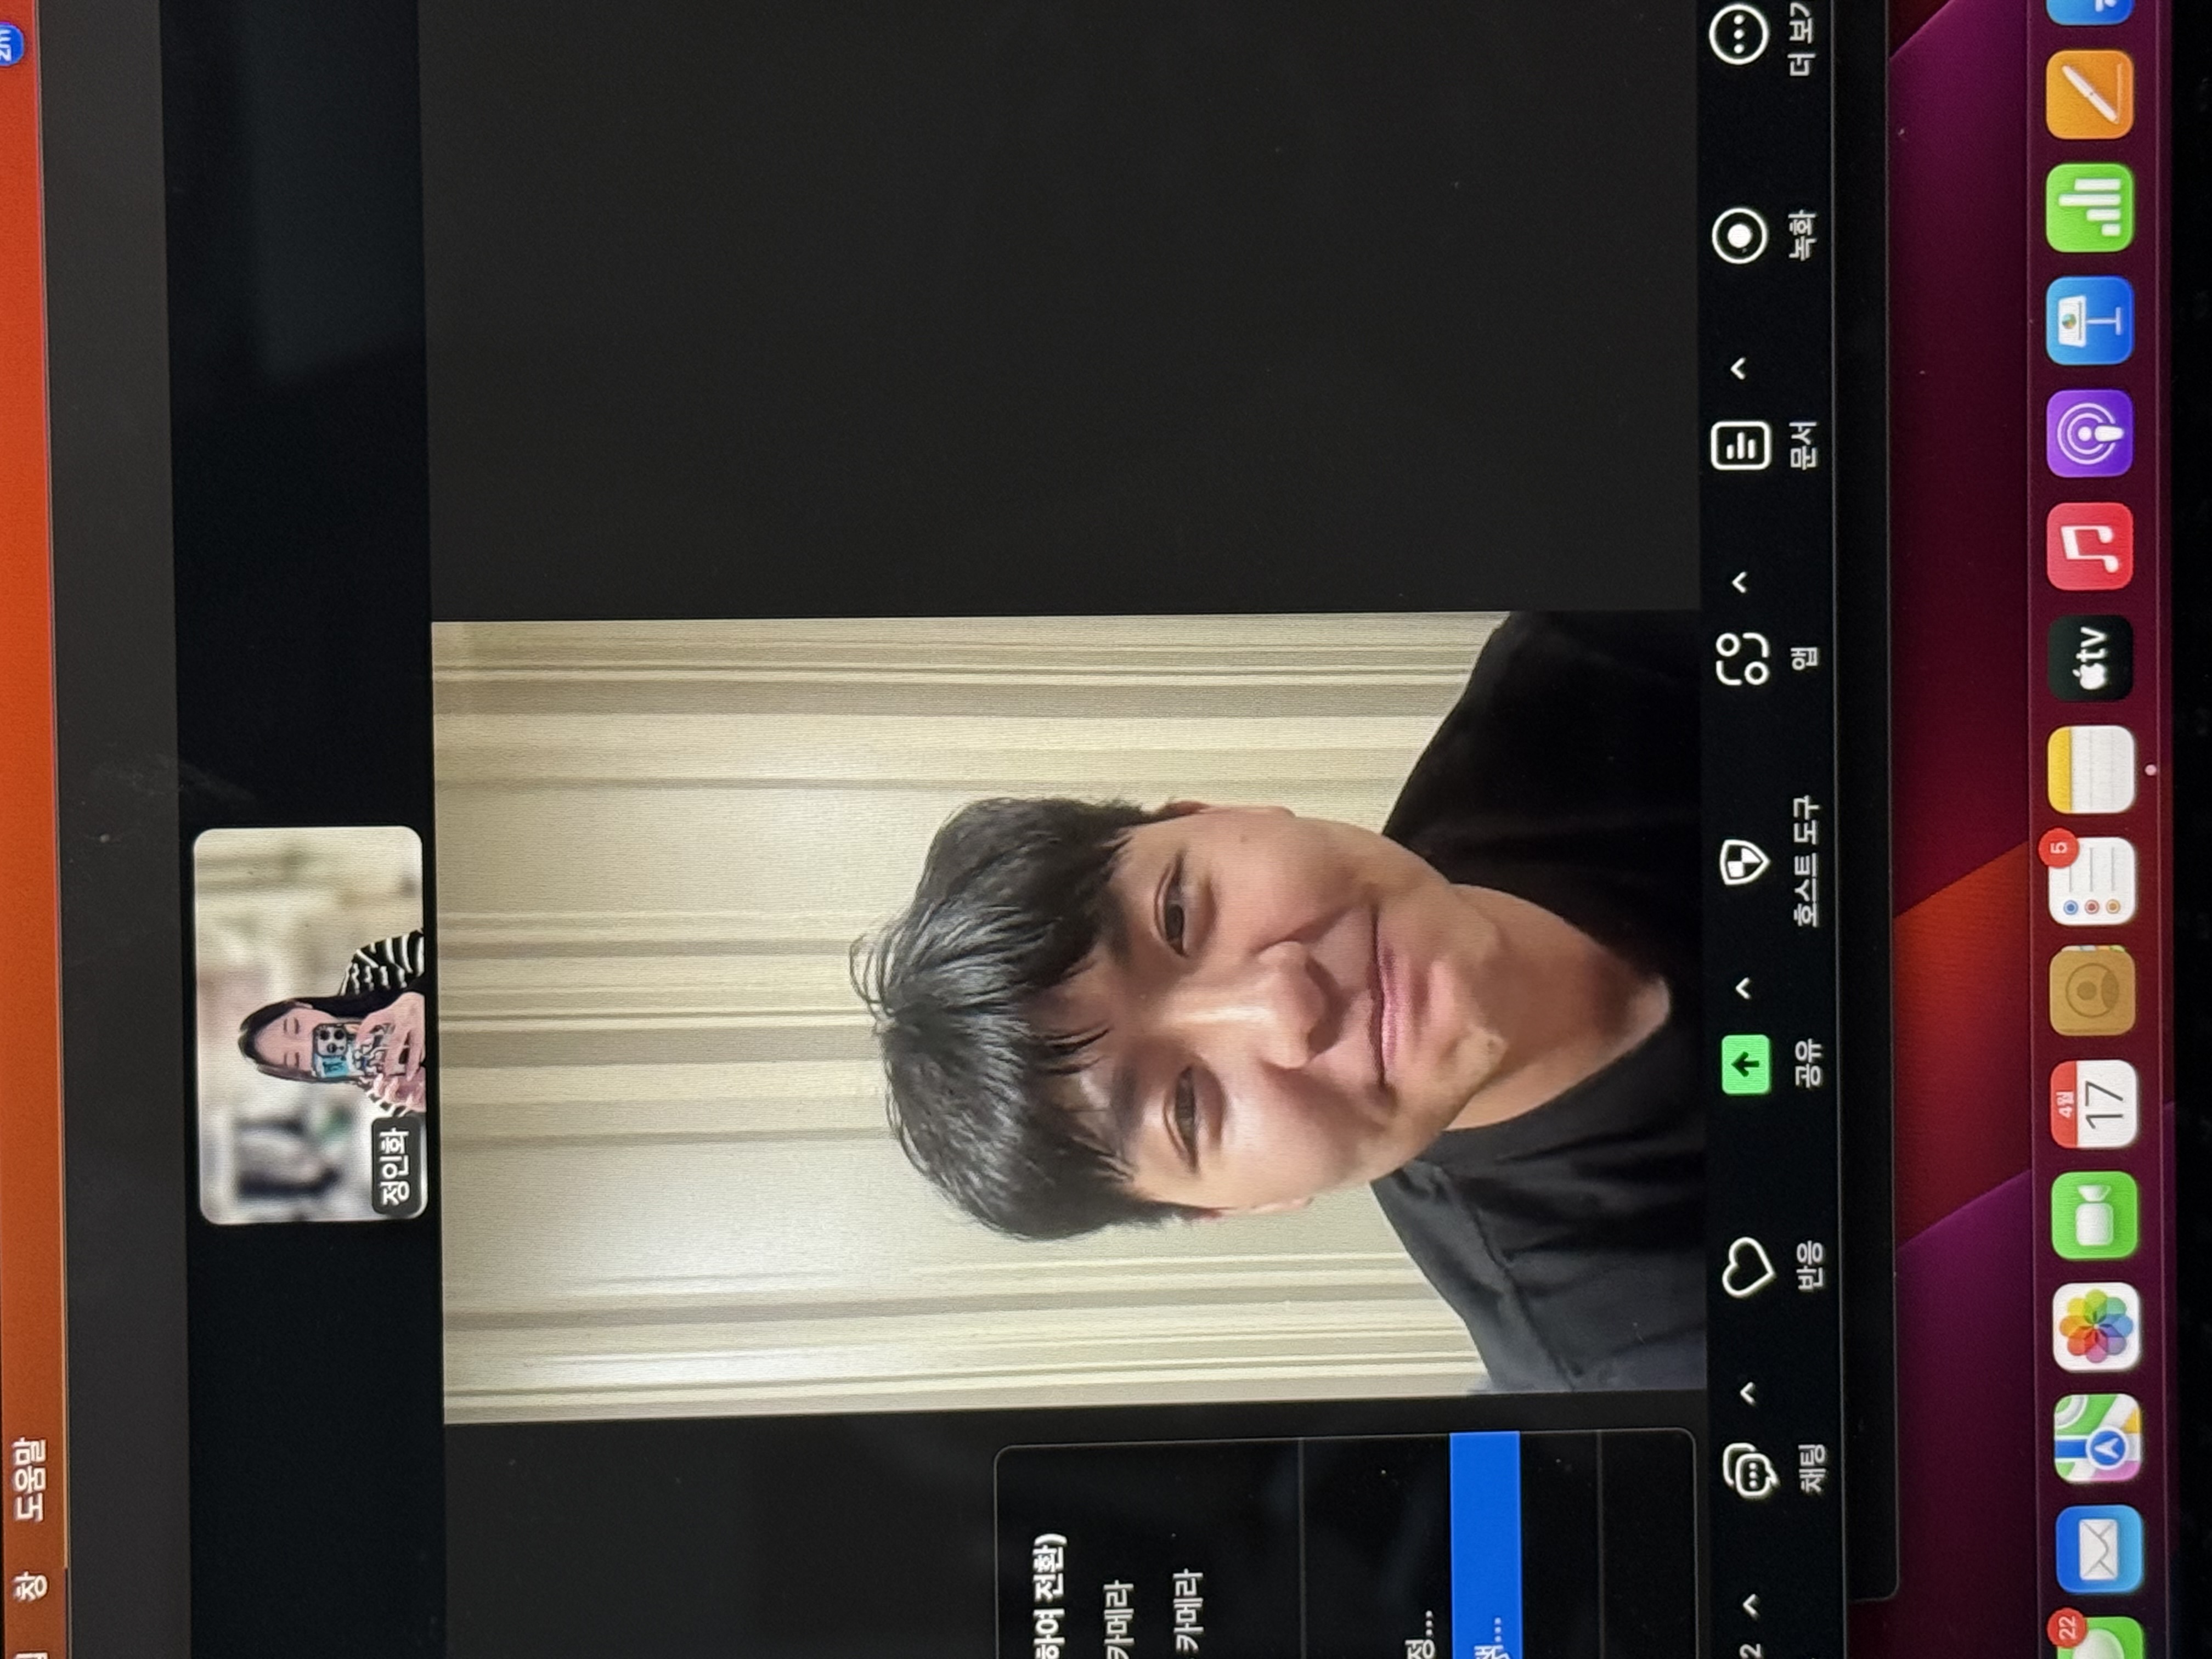 창 도움말
zm
정인화
하여 전환)
카메라
카메라
정...
책...
2
채팅
반응
공유
호스트 도구
앱
문서
녹화
더 보기
22
4월
17
5
tv